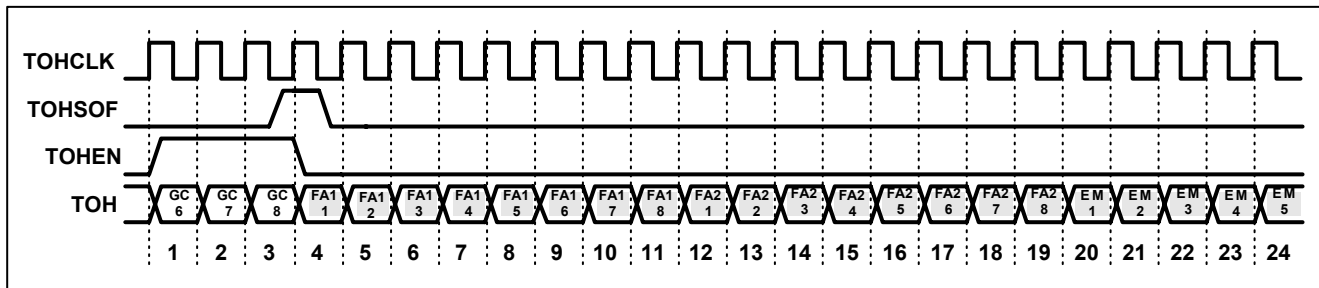 TOHCLK
TOHSOF
TOHEN
TOH
GC GC GC FA1 FA1 FA1 FA1 FA1 FA1 FA1 FA1 FA2 FA2 FA2 FA2 FA2 FA2 FA2 FA2 EM EM EM EM EM
6 7 8 1 2 3 4 5 6 7 8 1 2 3 4 5 6 7 8 1 2 3 4 5
1 2 3 4 5 6 7 8 9 10 11 12 13 14 15 16 17 18 19 20 21 22 23 24